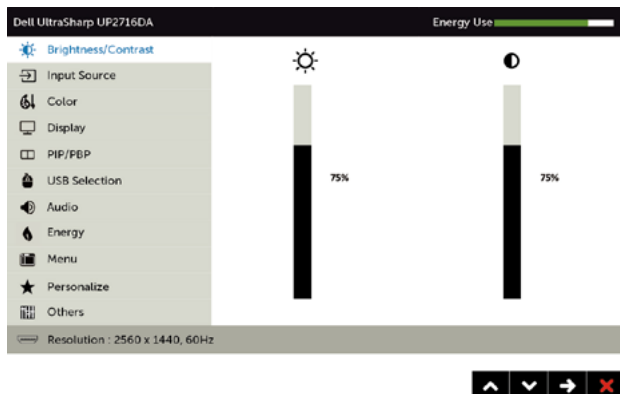 Dell UltraSharp UP2716DA
Energy Use
Brightness/Contrast
Input Source
Color
Display
PIP/PBP
USB Selection
Audio
Energy
Menu
Personalize
Others
75%
75%
Resolution : 2560 x 1440, 60Hz